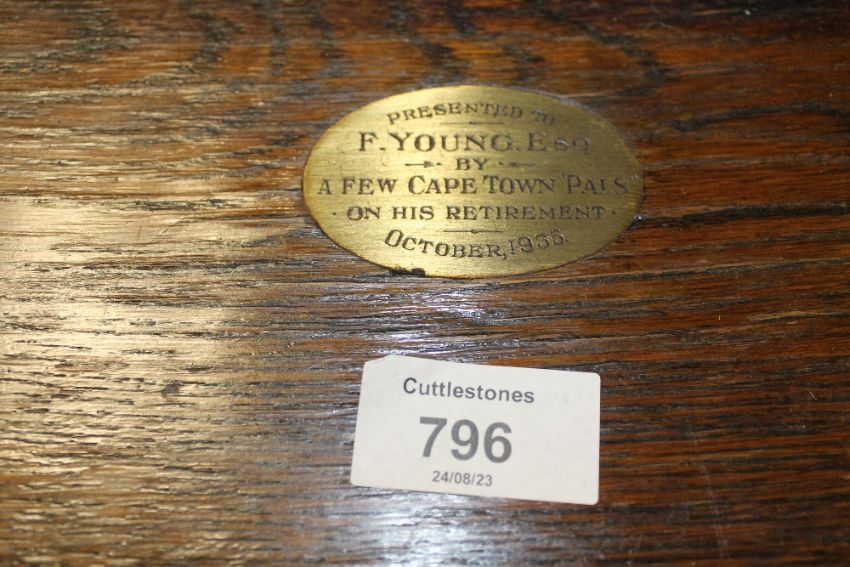 PRESENTED TO
F. YOUNG. ESQ
BY
A FEW CAPE TOWN "PALS"
ON HIS RETIREMENT
OCTOBER, 1935.
Cuttlestones
796
24/08/23